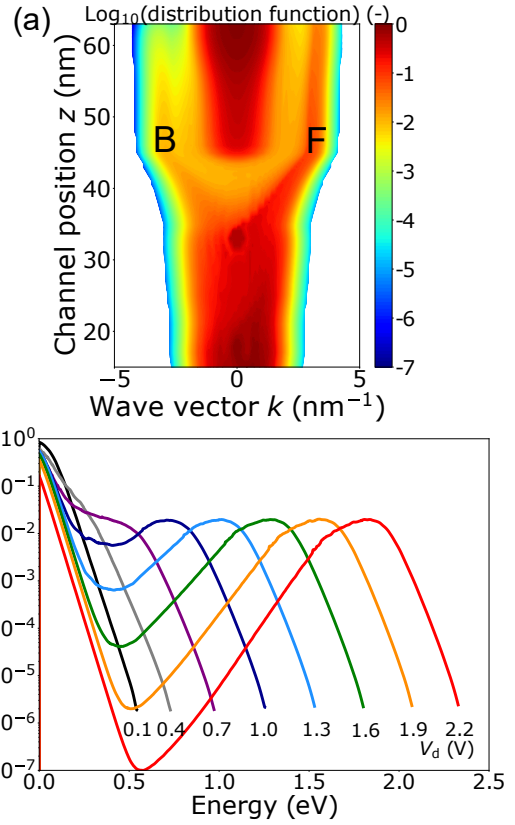 (a) Log₁₀(distribution function) (-)
B F
Channel position z (nm)
60
50
40
30
20
-5 0 5
Wave vector k (nm⁻¹)
0
-1
-2
-3
-4
-5
-6
-7
10⁰
0⁻¹
0⁻²
0⁻³
0⁻⁴
0⁻⁵
0⁻⁶
0⁻⁷
0.1 0.4 0.7 1.0 1.3 1.6 1.9 2.2
V_d (V)
0.0 0.5 1.0 1.5 2.0 2.5
Energy (eV)